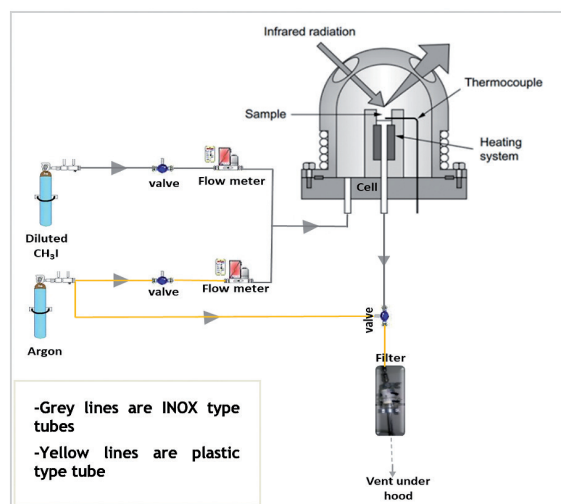 Infrared radiation
Thermocouple
Sample
Heating
system
Cell
valve
Flow meter
Diluted
CH₃I
valve
Flow meter
Argon
valve
Filter
-Grey lines are INOX type
tubes
-Yellow lines are plastic
type tube
Vent under
hood